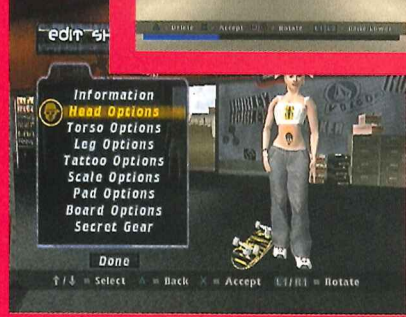 Delete
Accept
Rotate
edit SK
Information
Head Options
Torso Options
Leg Options
Tattoo Options
Scale Options
Pad Options
Board Options
Secret Gear
Done
↑/↓ = Select △ = Back X = Accept L1/R1 = Rotate